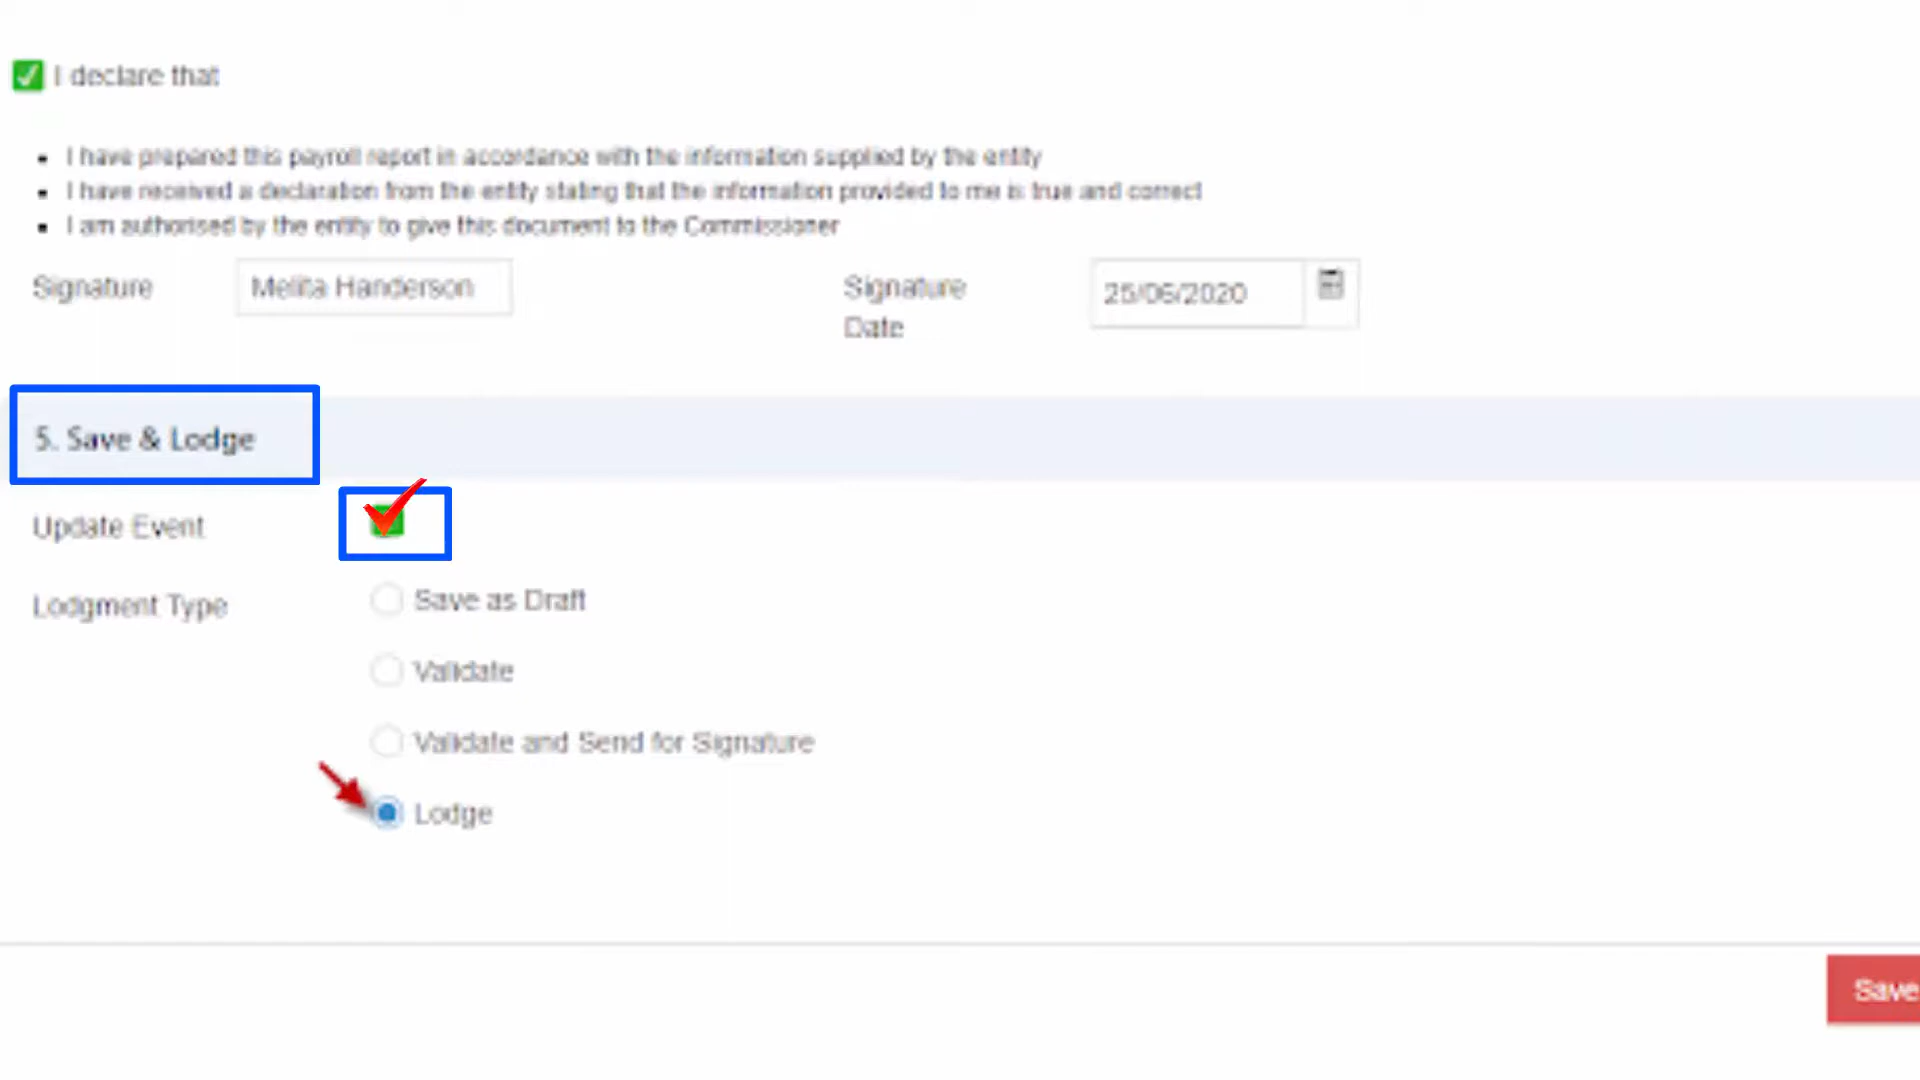 I declare that
I have prepared this payroll report in accordance with the information supplied by the entity
I have received a declaration from the entity stating that the information provided to me is true and correct
I am authorised by the entity to give this document to the Commissioner
Signature Melita Handerson Signature Date 25/06/2020
5. Save & Lodge
Update Event
Lodgment Type Save as Draft
Validate
Validate and Send for Signature
Lodge
Save